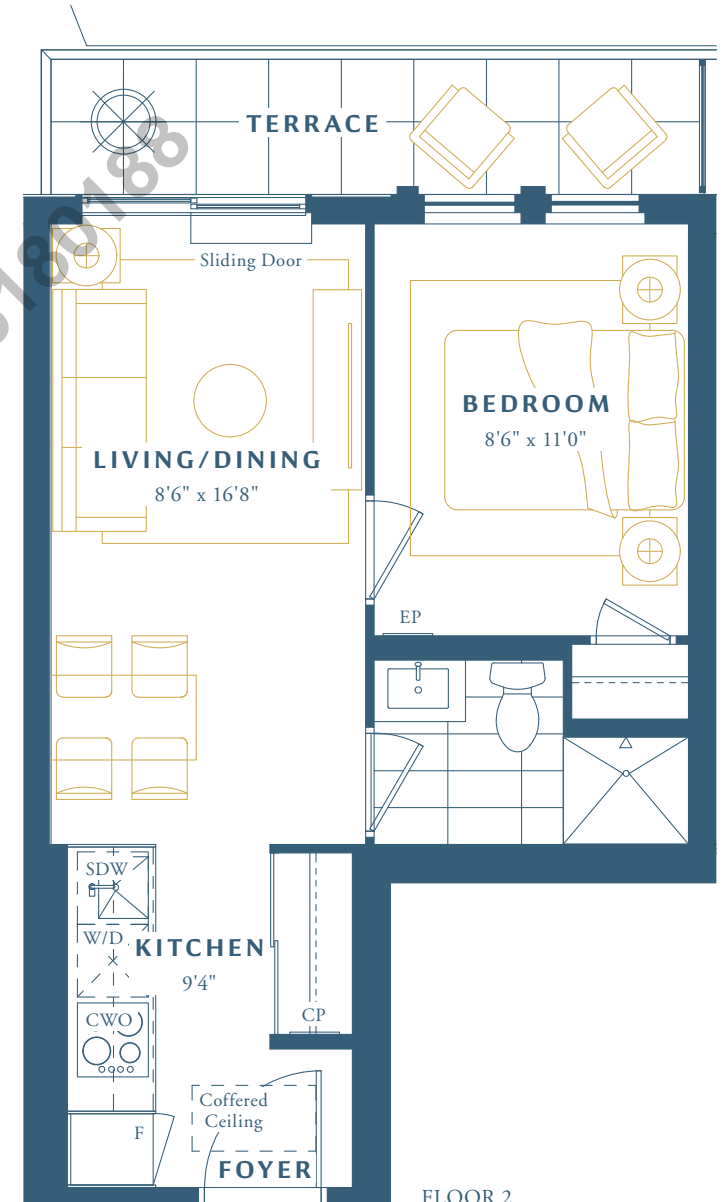 TERRACE
180188
Sliding Door
BEDROOM
8'6" x 11'0"
LIVING/DINING
8'6" x 16'8"
EP
SDW
W/D
KITCHEN
9'4"
CWO
CP
Coffered
Ceiling
F
FOYER
FLOOR 2